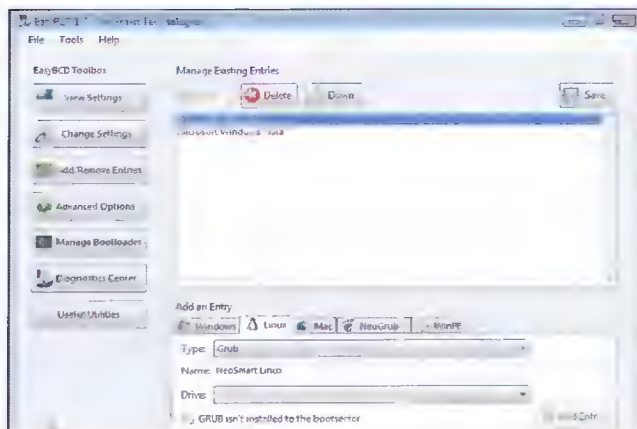 File Tools Help
EasyBCD Toolbox
View Settings
Change Settings
Add/Remove Entries
Advanced Options
Manage Bootloader
Diagnostics Center
Useful Utilities
Manage Existing Entries
Delete Down Save
Microsoft Windows
Add an Entry
Windows Linux Mac NeoGrub WinPE
Type: Grub
Name: NeoSmart Linux
Drive:
GRUB isn't installed to the bootsector